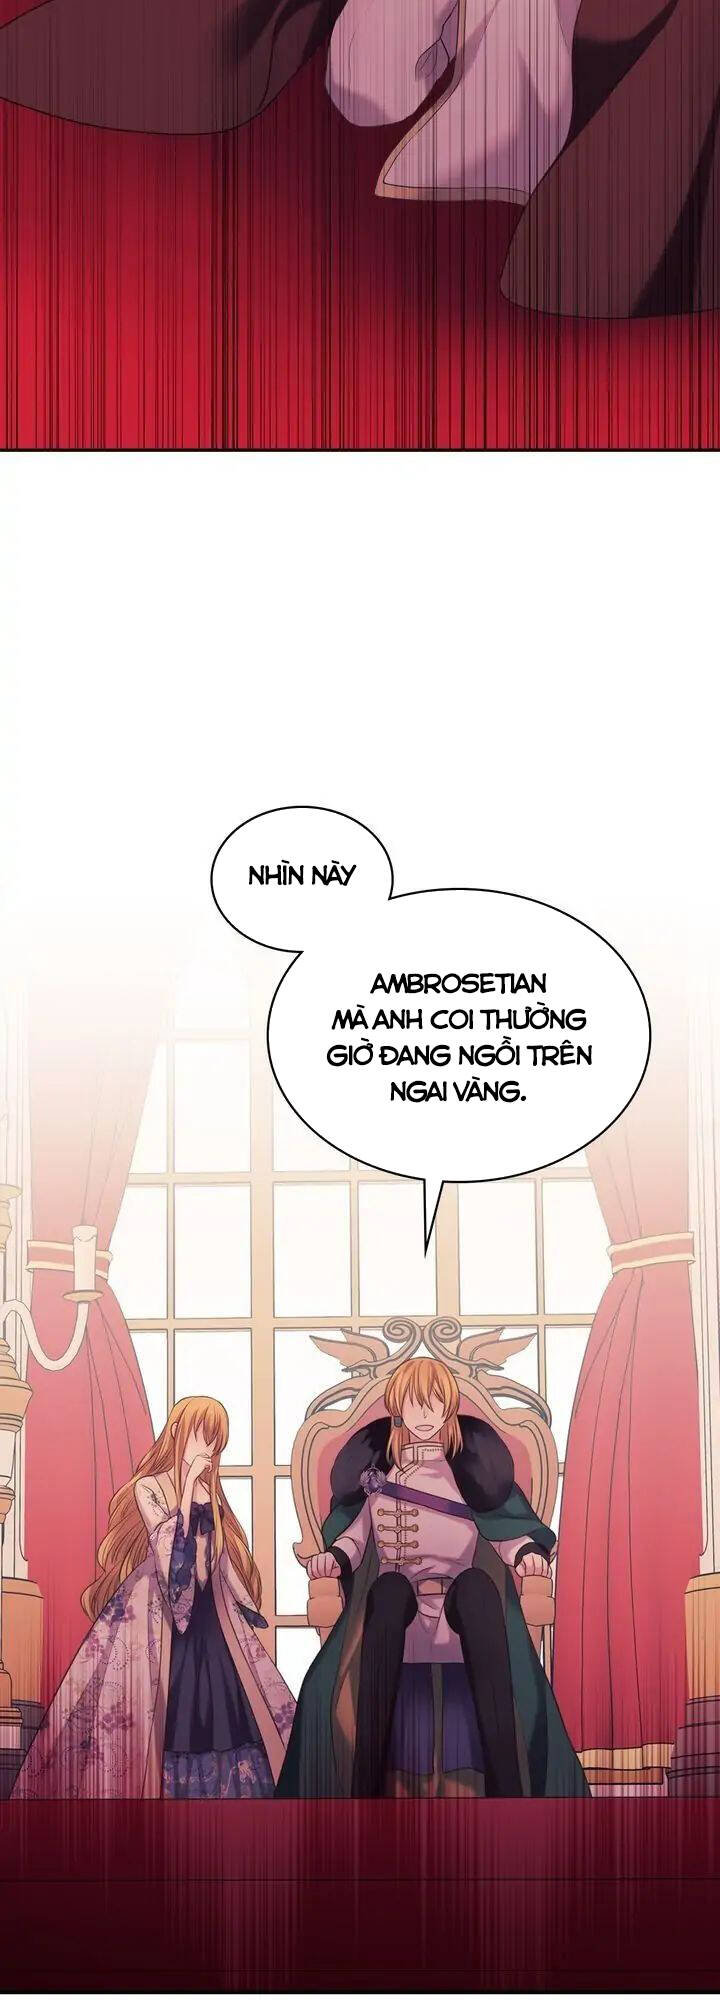 NHÌN NÀY
AMBROSETIAN
MÀ ANH COI THƯỜNG
GIỜ ĐANG NGỒI TRÊN
NGAI VÀNG.